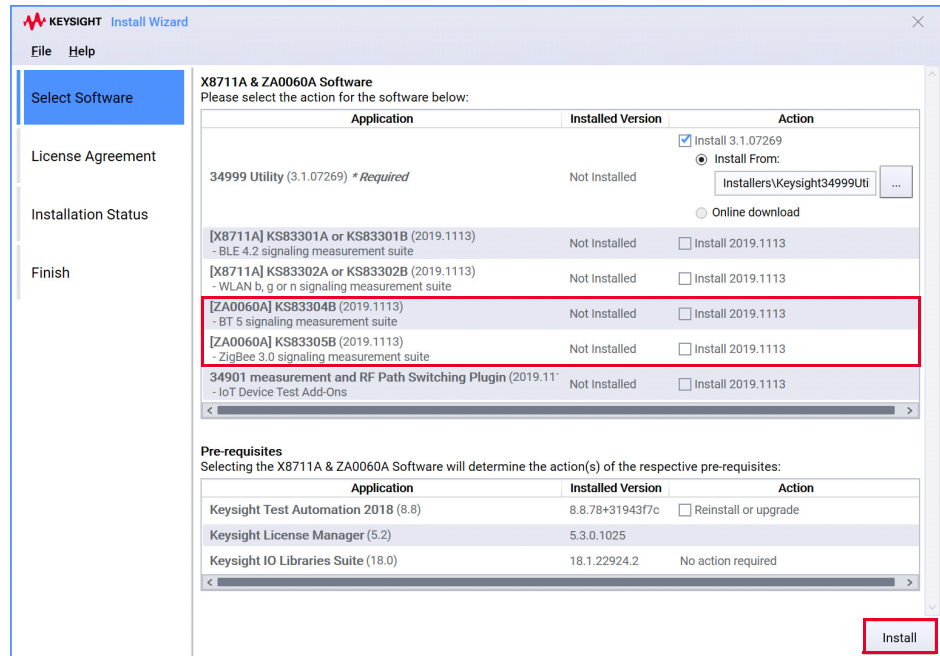 KEYSIGHT Install Wizard
File Help
Select Software
License Agreement
Installation Status
Finish
X8711A & ZA0060A Software
Please select the action for the software below:
Application Installed Version Action
34999 Utility (3.1.07269) * Required Not Installed
Install 3.1.07269
Install From:
Installers\Keysight34999Uti ...
Online download
[X8711A] KS83301A or KS83301B (2019.1113)
- BLE 4.2 signaling measurement suite
Not Installed Install 2019.1113
[X8711A] KS83302A or KS83302B (2019.1113)
- WLAN b, g or n signaling measurement suite
Not Installed Install 2019.1113
[ZA0060A] KS83304B (2019.1113)
- BT 5 signaling measurement suite
Not Installed Install 2019.1113
[ZA0060A] KS83305B (2019.1113)
- ZigBee 3.0 signaling measurement suite
Not Installed Install 2019.1113
34901 measurement and RF Path Switching Plugin (2019.11
- IoT Device Test Add-Ons
Not Installed Install 2019.1113
Pre-requisites
Selecting the X8711A & ZA0060A Software will determine the action(s) of the respective pre-requisites:
Application Installed Version Action
Keysight Test Automation 2018 (8.8) 8.8.78+31943f7c Reinstall or upgrade
Keysight License Manager (5.2) 5.3.0.1025
Keysight IO Libraries Suite (18.0) 18.1.22924.2 No action required
Install